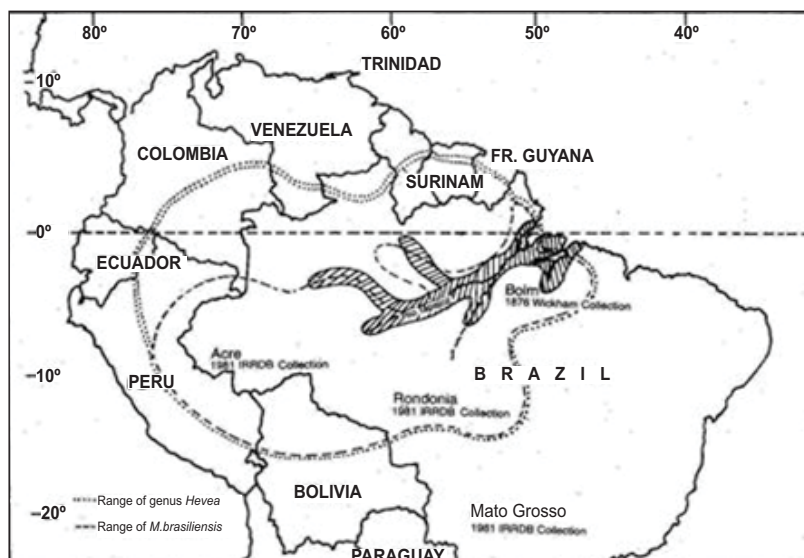 80º 70º 60º 50º 40º
TRINIDAD
–10º
VENEZUELA
COLOMBIA
FR. GUYANA
SURINAM
–0º
ECUADOR
Bolm
1876 Wickham Collection
Acre
1981 IRRDB Collection
PERU
B R A Z I L
–10º
Rondonia
1981 IRRDB Collection
BOLIVIA
Range of genus Hevea
Mato Grosso
1981 IRRDB Collection
–20º
Range of M.brasiliensis
PARAGUAY